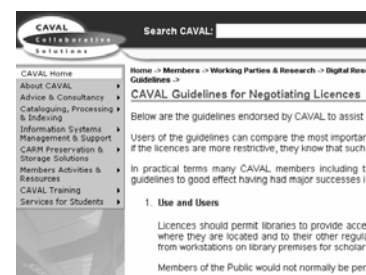 CAVAL
Collaborative
Solutions
Search CAVAL:
CAVAL Home
About CAVAL
Advice & Consultancy
Cataloguing, Processing
& Indexing
Information Systems
Management & Support
CARM Preservation &
Storage Solutions
Members Activities &
Resources
CAVAL Training
Services for Students
Home -> Members -> Working Parties & Research -> Digital Res
Guidelines ->
CAVAL Guidelines for Negotiating Licences
Below are the guidelines endorsed by CAVAL to assist
Users of the guidelines can compare the most importan
if the licences are more restrictive, they know that such
In practical terms many CAVAL members including t
guidelines to good effect having had major successes i
1. Use and Users
Licences should permit libraries to provide acce
where they are located and to their other regula
from workstations on library premises for scholar
Members of the Public would not normally be per